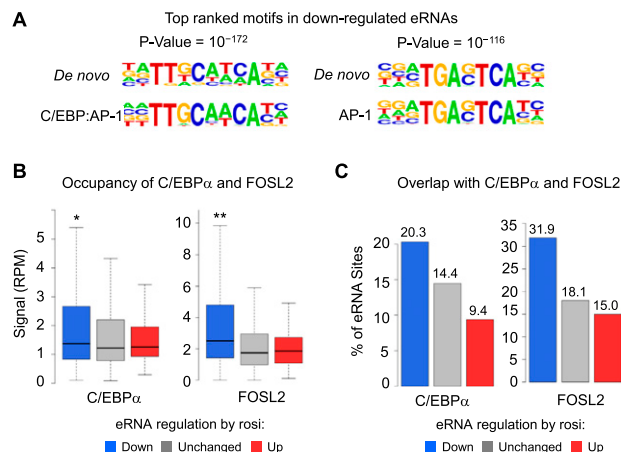 A
Top ranked motifs in down-regulated eRNAs
P-Value = 10⁻¹⁷²
P-Value = 10⁻¹¹⁶
De novo
De novo
C/EBP:AP-1
AP-1
B
Occupancy of C/EBPα and FOSL2
C
Overlap with C/EBPα and FOSL2
Signal (RPM)
6
5
4
3
2
1
0
*
C/EBPα
10
8
6
4
2
0
**
FOSL2
eRNA regulation by rosi:
Down Unchanged Up
% of eRNA Sites
20
15
10
5
0
20.3
14.4
9.4
C/EBPα
35
30
25
20
15
10
5
0
31.9
18.1
15.0
FOSL2
eRNA regulation by rosi:
Down Unchanged Up